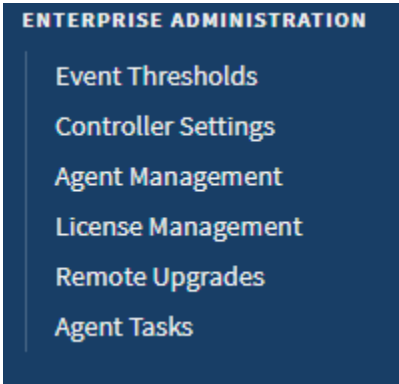 ENTERPRISE ADMINISTRATION
Event Thresholds
Controller Settings
Agent Management
License Management
Remote Upgrades
Agent Tasks